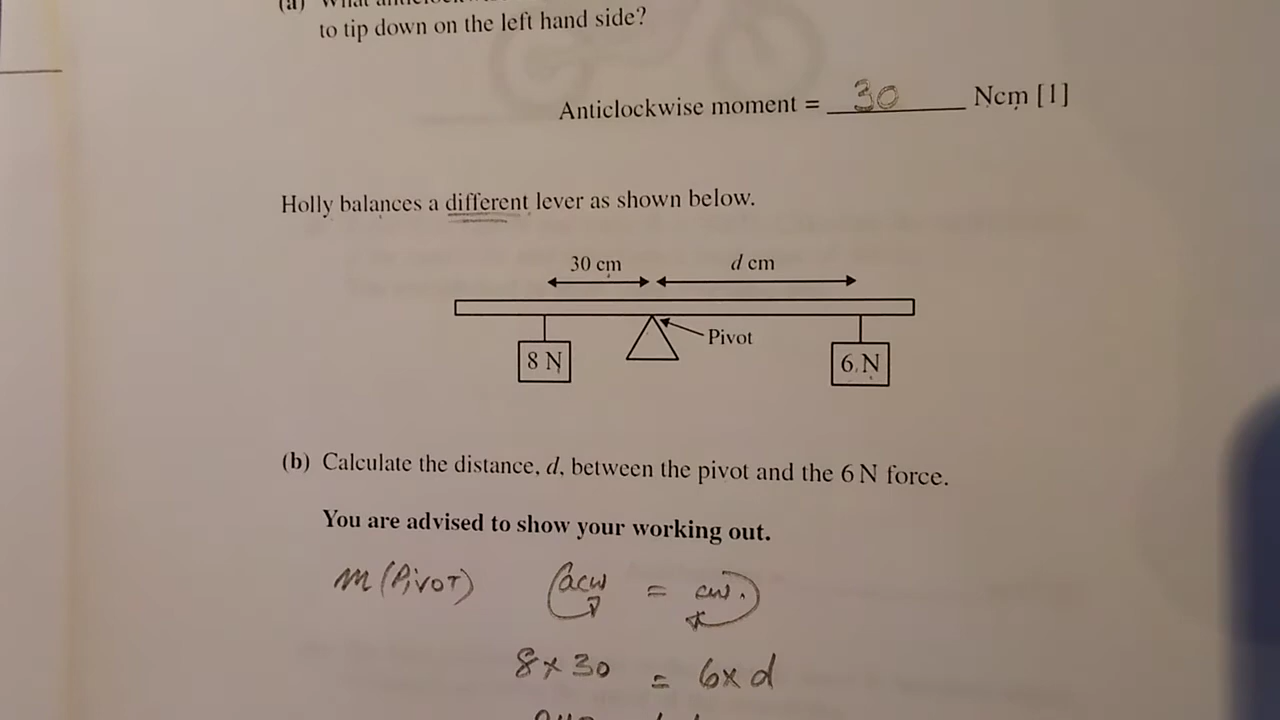 (a) What
to tip down on the left hand side?
Anticlockwise moment = 30 Ncm [1]
Holly balances a different lever as shown below.
30 cm d cm
Pivot
8 N 6 N
(b) Calculate the distance, d, between the pivot and the 6 N force.
You are advised to show your working out.
M (PivoT) acw = cw.
8 x 30 = 6 x d